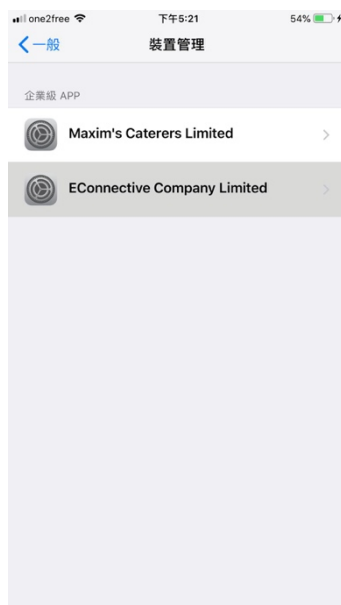 one2free 下午5:21 54%
一般 裝置管理
企業級 APP
Maxim's Caterers Limited
EConnective Company Limited